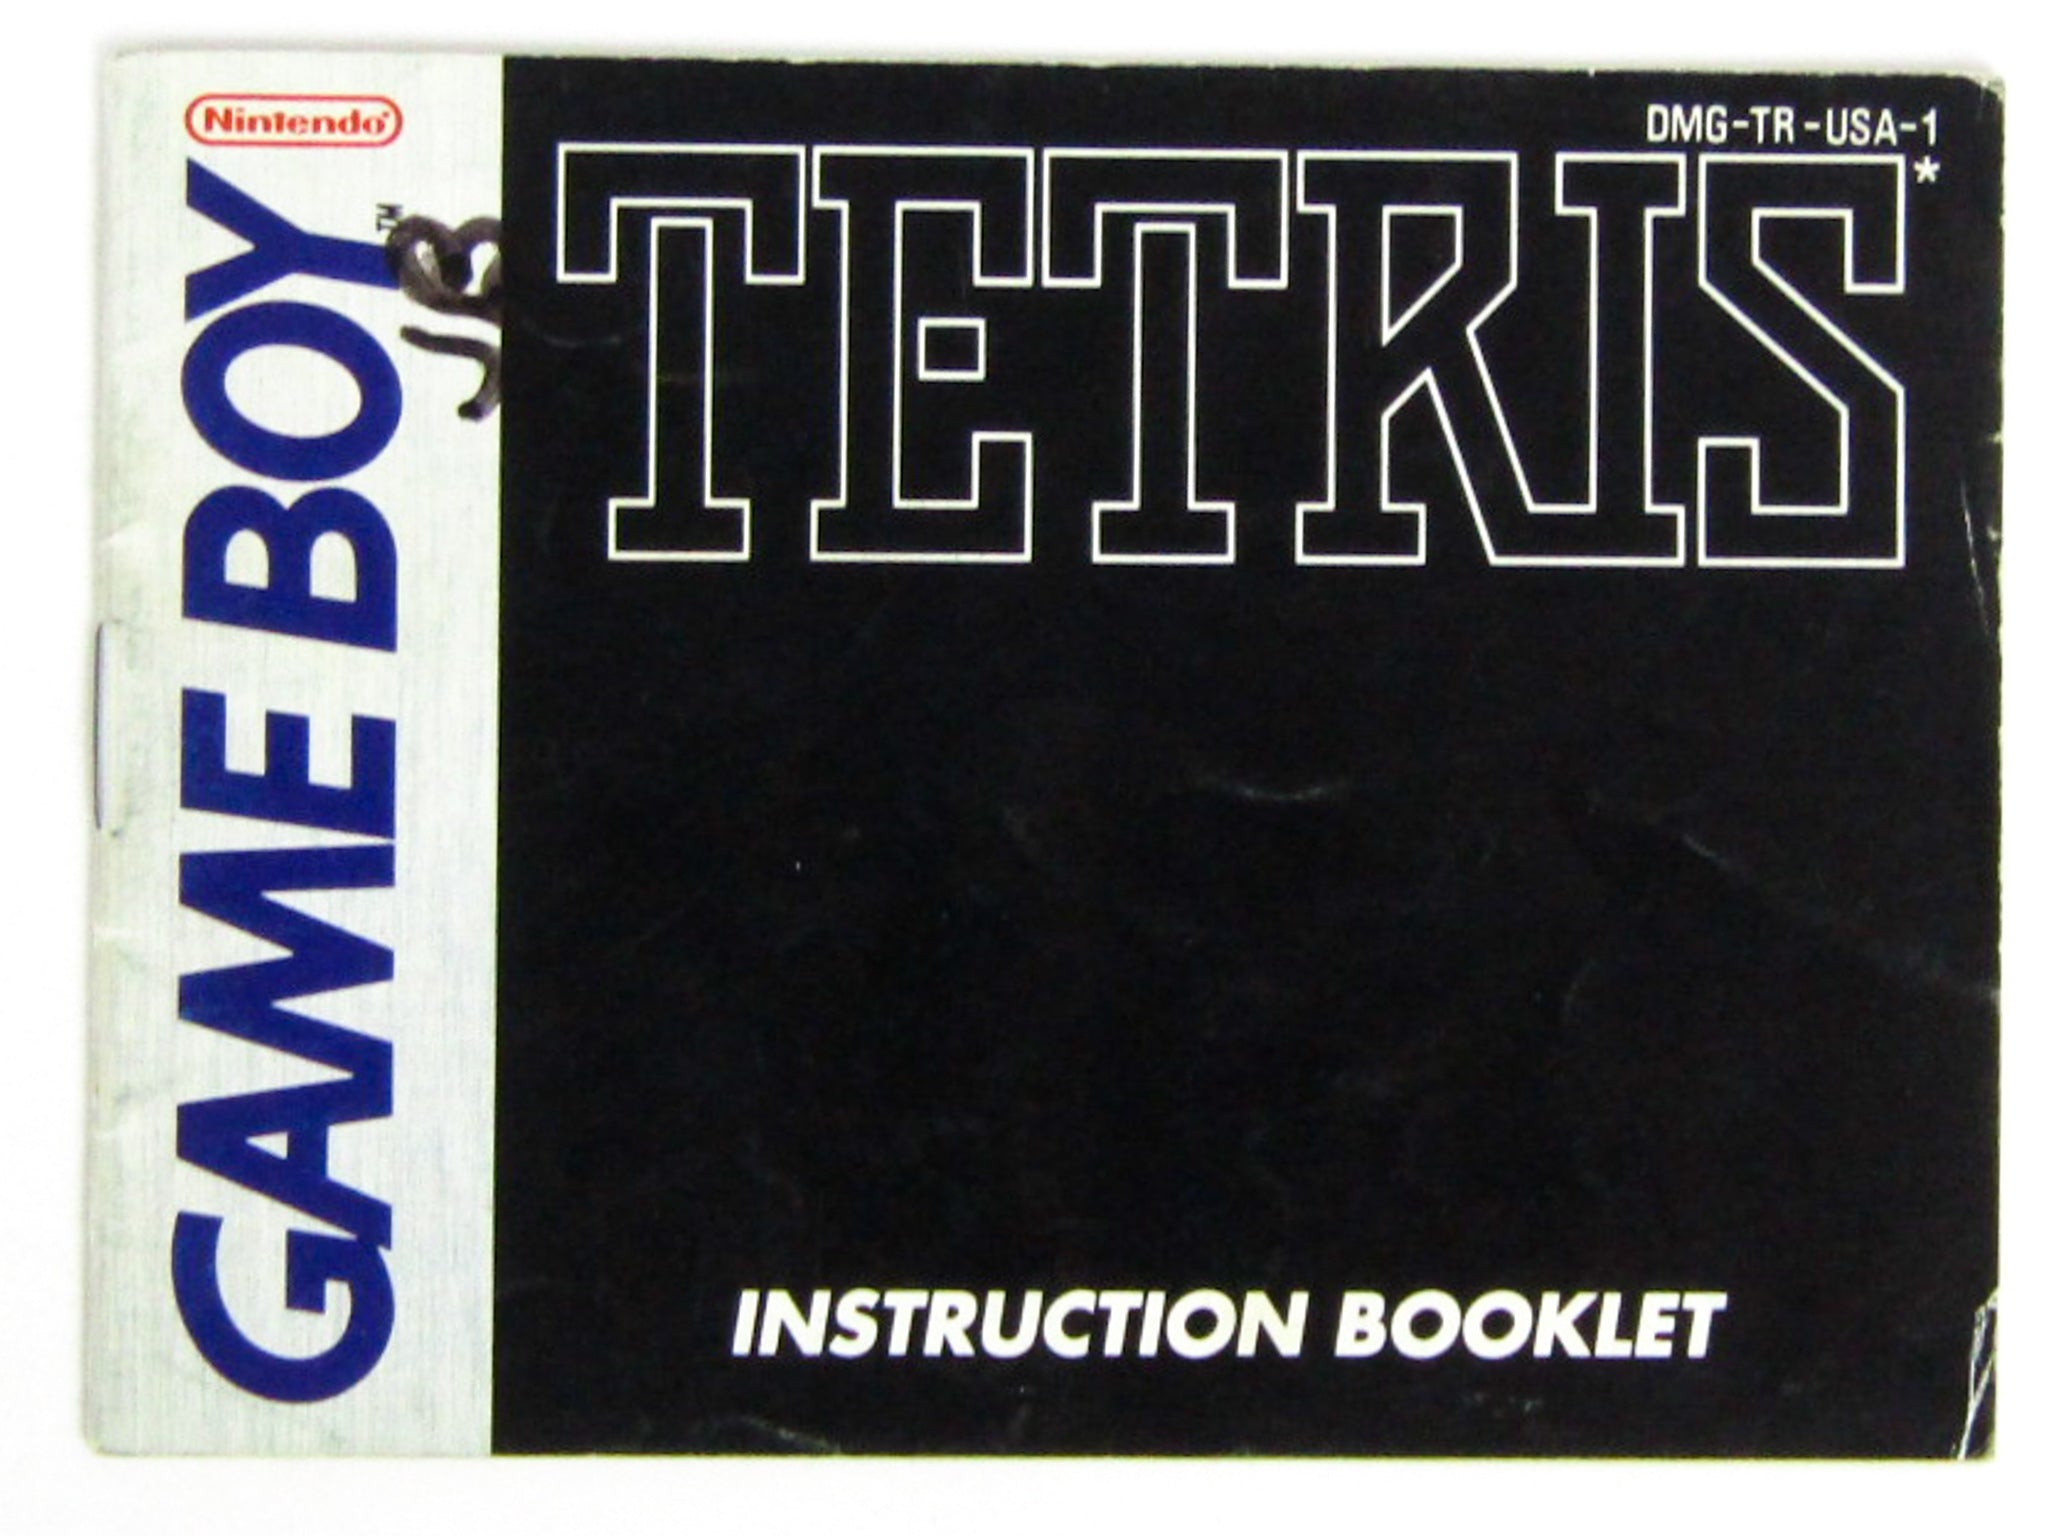 Nintendo®
GAME BOY™
DMG-TR-USA-1
TETRIS*
INSTRUCTION BOOKLET